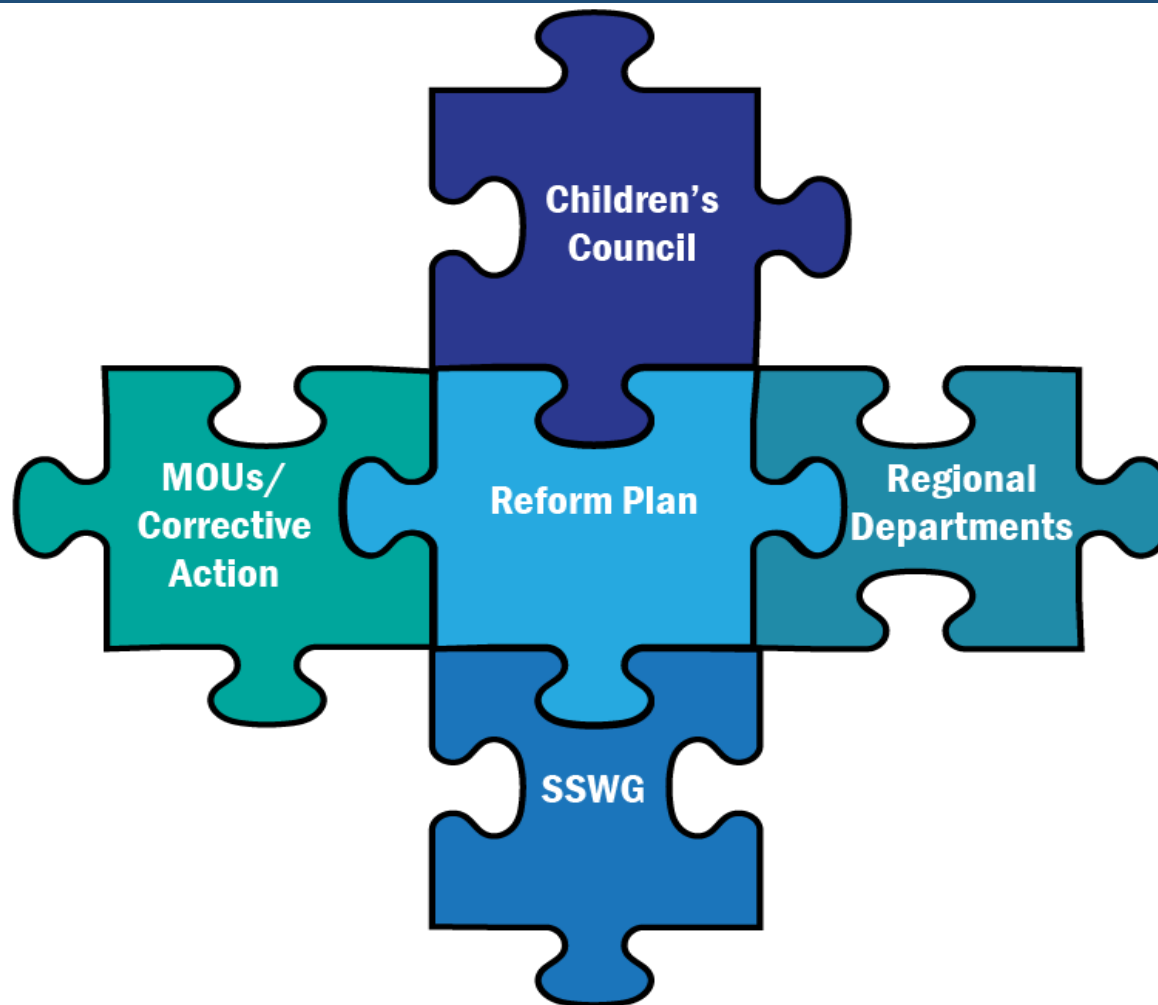 Children’s
Council
MOUs/
Corrective
Action
Reform Plan
Regional
Departments
SSWG